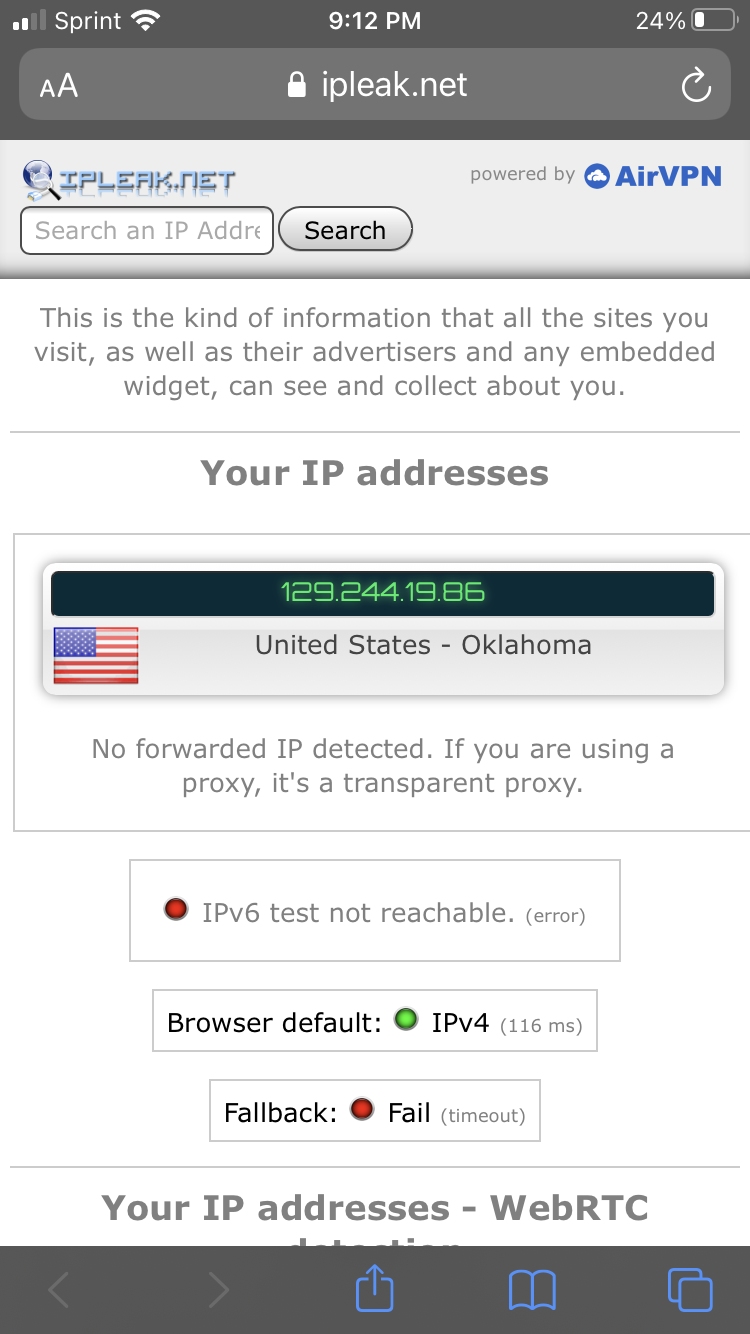 Sprint 9:12 PM 24%
AA ipleak.net
IPLEAK.NET powered by AirVPN
Search an IP Addre Search
This is the kind of information that all the sites you
visit, as well as their advertisers and any embedded
widget, can see and collect about you.
Your IP addresses
129.244.19.86
United States - Oklahoma
No forwarded IP detected. If you are using a
proxy, it's a transparent proxy.
IPv6 test not reachable. (error)
Browser default: IPv4 (116 ms)
Fallback: Fail (timeout)
Your IP addresses - WebRTC
detection